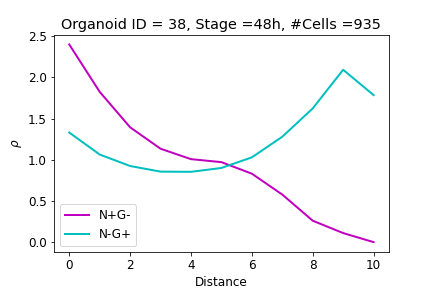 Organoid ID = 38, Stage =48h, #Cells =935
2.5
2.0
1.5
1.0
0.5
0.0
ρ
N+G-
N-G+
0 2 4 6 8 10
Distance